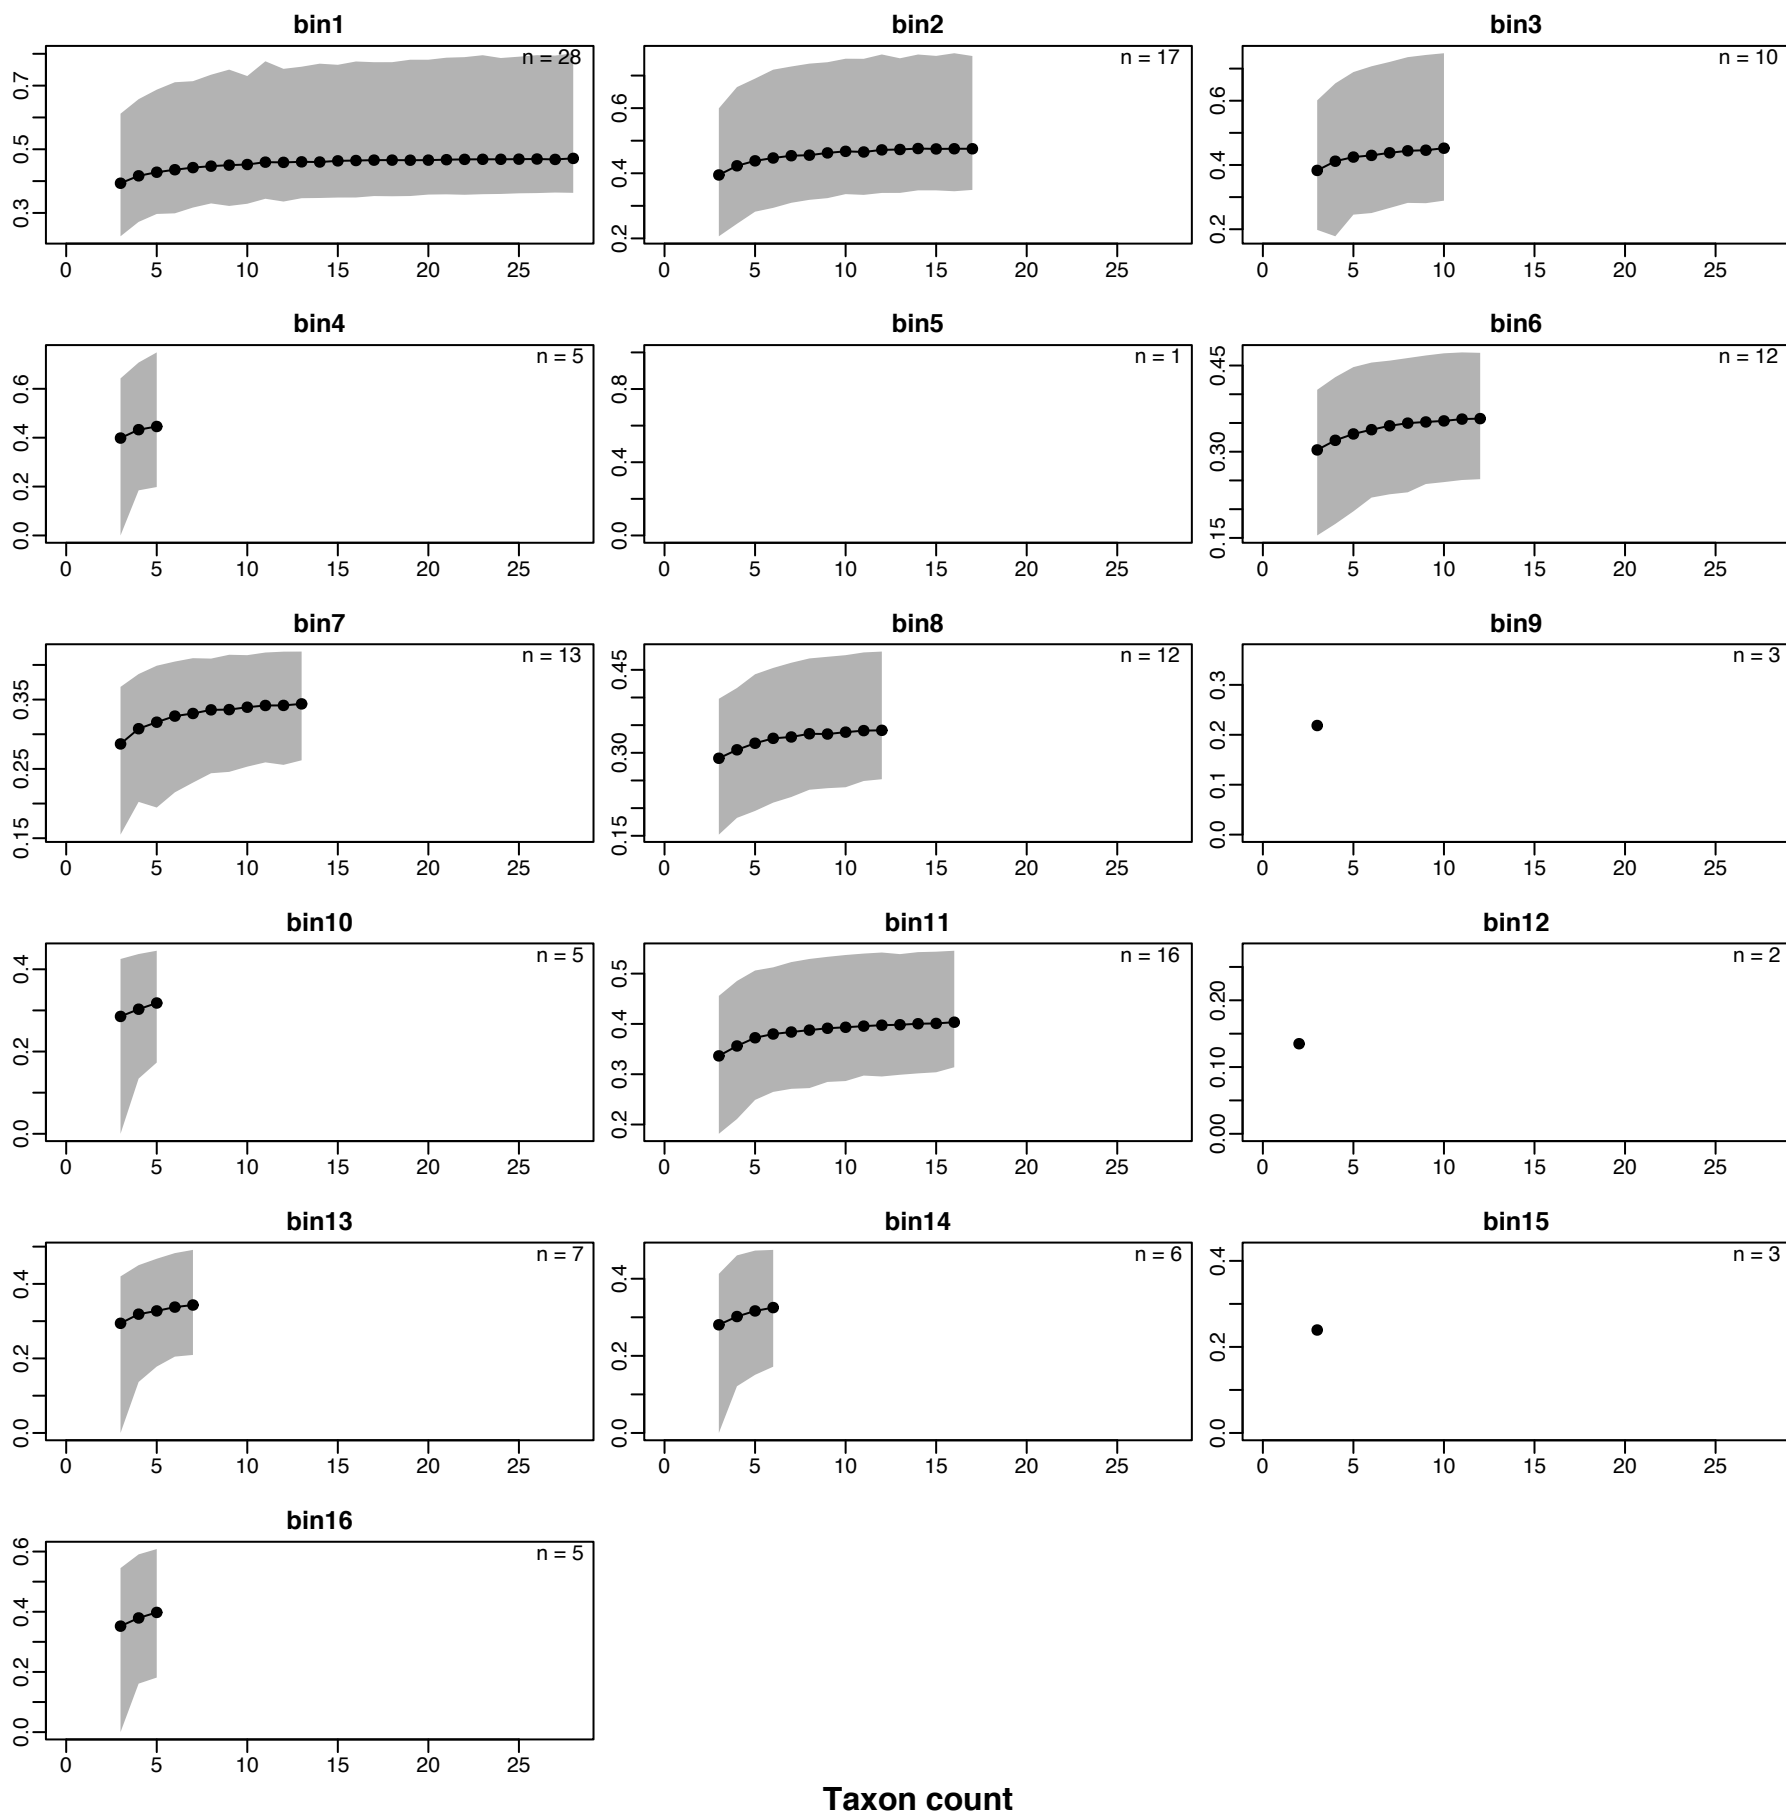 bin1 bin2 bin3
n = 28 n = 17 n = 10
0.3 0.5 0.7 0.2 0.4 0.6 0.2 0.4 0.6
0 5 10 15 20 25 0 5 10 15 20 25 0 5 10 15 20 25
bin4 bin5 bin6
n = 5 n = 1 n = 12
0.0 0.2 0.4 0.6 0.0 0.4 0.8 0.15 0.30 0.45
0 5 10 15 20 25 0 5 10 15 20 25 0 5 10 15 20 25
bin7 bin8 bin9
n = 13 n = 12 n = 3
0.15 0.25 0.35 0.15 0.30 0.45 0.0 0.1 0.2 0.3
0 5 10 15 20 25 0 5 10 15 20 25 0 5 10 15 20 25
bin10 bin11 bin12
n = 5 n = 16 n = 2
0.0 0.2 0.4 0.2 0.3 0.4 0.5 0.00 0.10 0.20
0 5 10 15 20 25 0 5 10 15 20 25 0 5 10 15 20 25
bin13 bin14 bin15
n = 7 n = 6 n = 3
0.0 0.2 0.4 0.0 0.2 0.4 0.0 0.2 0.4
0 5 10 15 20 25 0 5 10 15 20 25 0 5 10 15 20 25
bin16
n = 5
0.0 0.2 0.4 0.6
0 5 10 15 20 25
Taxon count